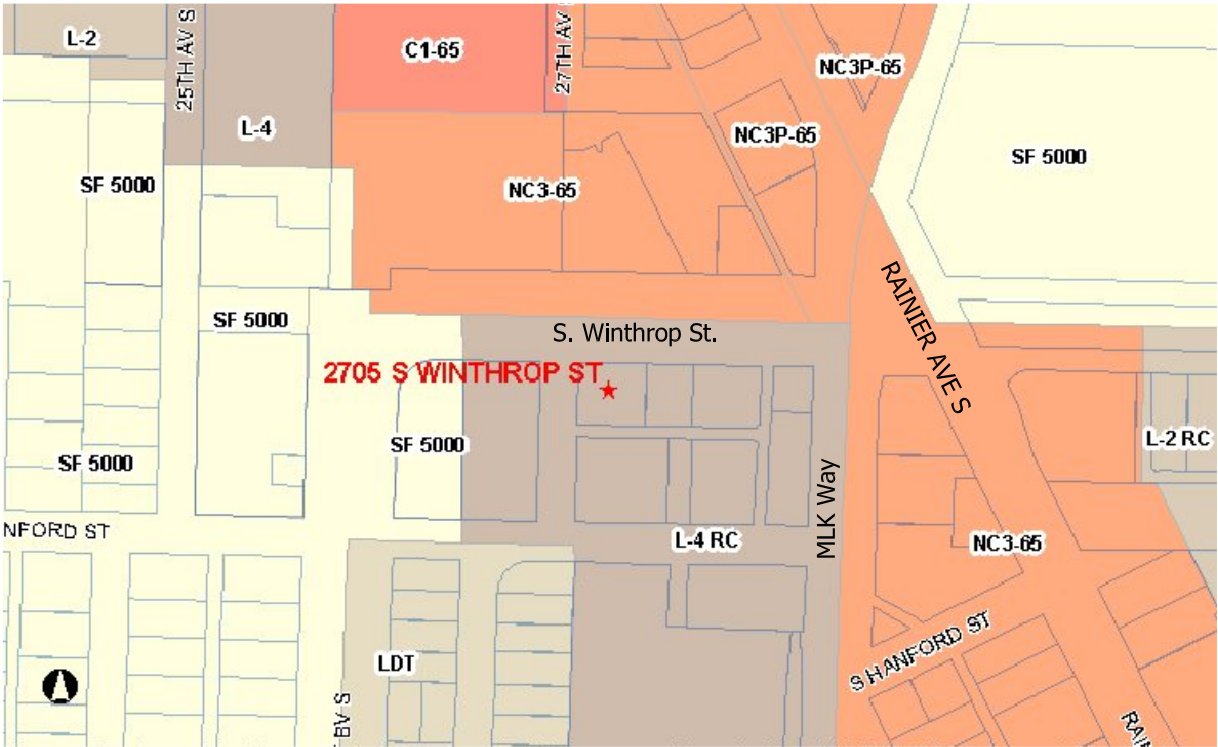 L-2
25TH AV S
C1-65
27TH AV S
NC3P-65
L-4
NC3P-65
SF 5000
SF 5000
NC3-65
RAINIER AVE S
SF 5000
S. Winthrop St.
2705 S WINTHROP ST
SF 5000
L-2 RC
SF 5000
MLK Way
NFORD ST
L-4 RC
NC3-65
S HANFORD ST
LDT
BV S
RAIN